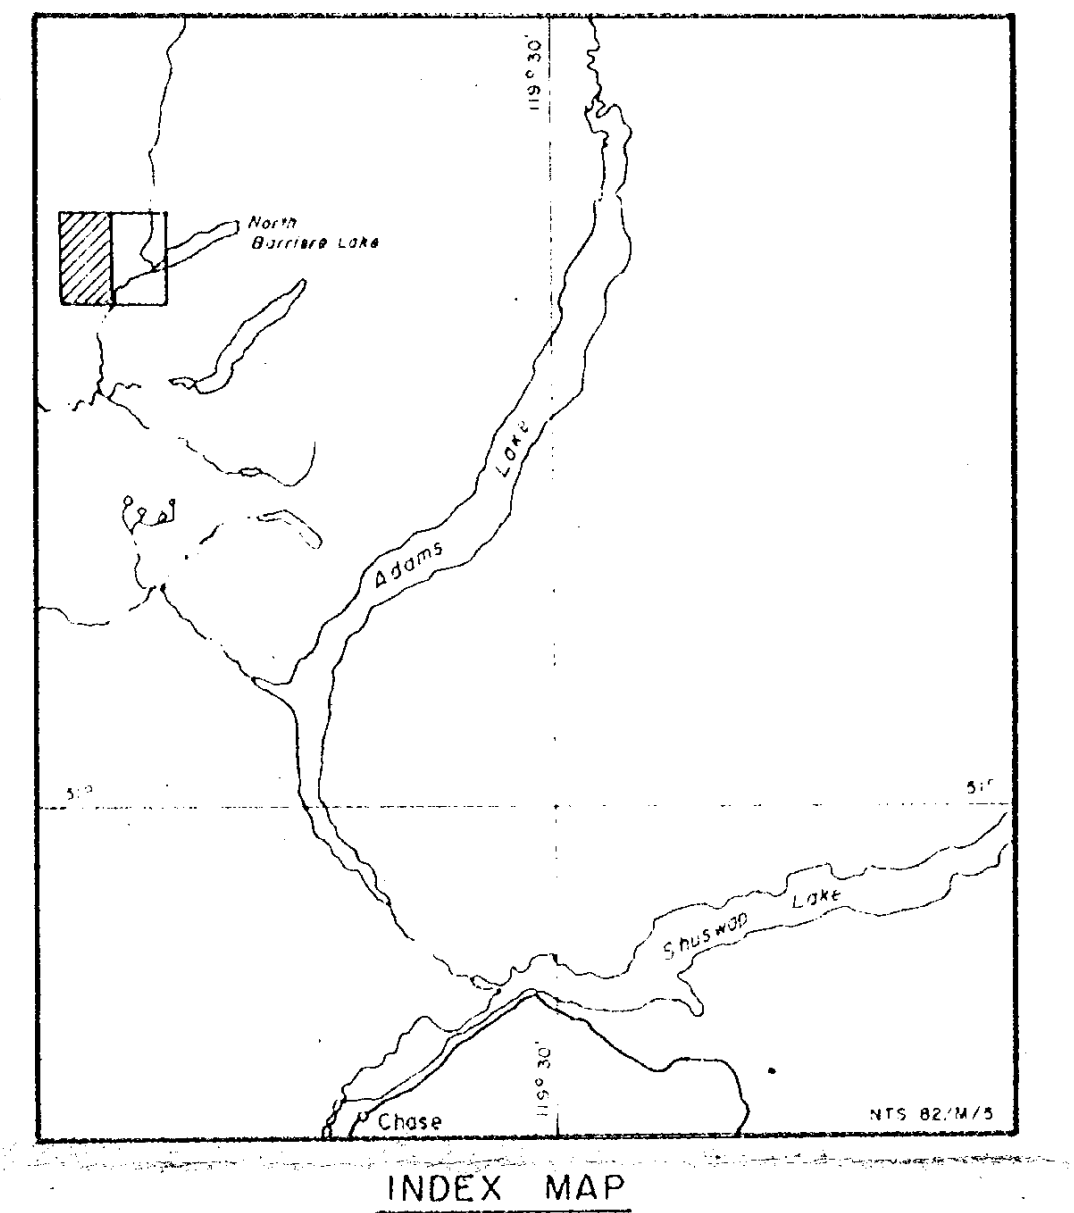 119° 30'
North
Barriere Lake
Adams Lake
51°
51°
Shuswap Lake
119° 30'
Chase
NTS 82/M/5
INDEX MAP